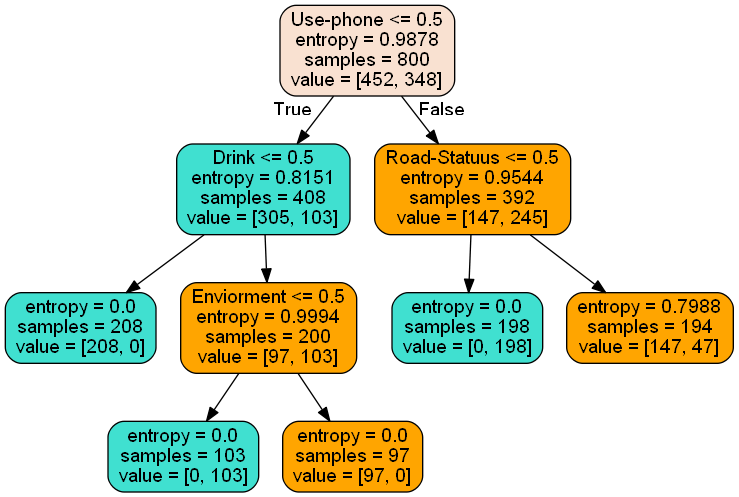 Use-phone <= 0.5
entropy = 0.9878
samples = 800
value = [452, 348]
True
False
Drink <= 0.5
entropy = 0.8151
samples = 408
value = [305, 103]
Road-Statuus <= 0.5
entropy = 0.9544
samples = 392
value = [147, 245]
entropy = 0.0
samples = 208
value = [208, 0]
Enviorment <= 0.5
entropy = 0.9994
samples = 200
value = [97, 103]
entropy = 0.0
samples = 198
value = [0, 198]
entropy = 0.7988
samples = 194
value = [147, 47]
entropy = 0.0
samples = 103
value = [0, 103]
entropy = 0.0
samples = 97
value = [97, 0]